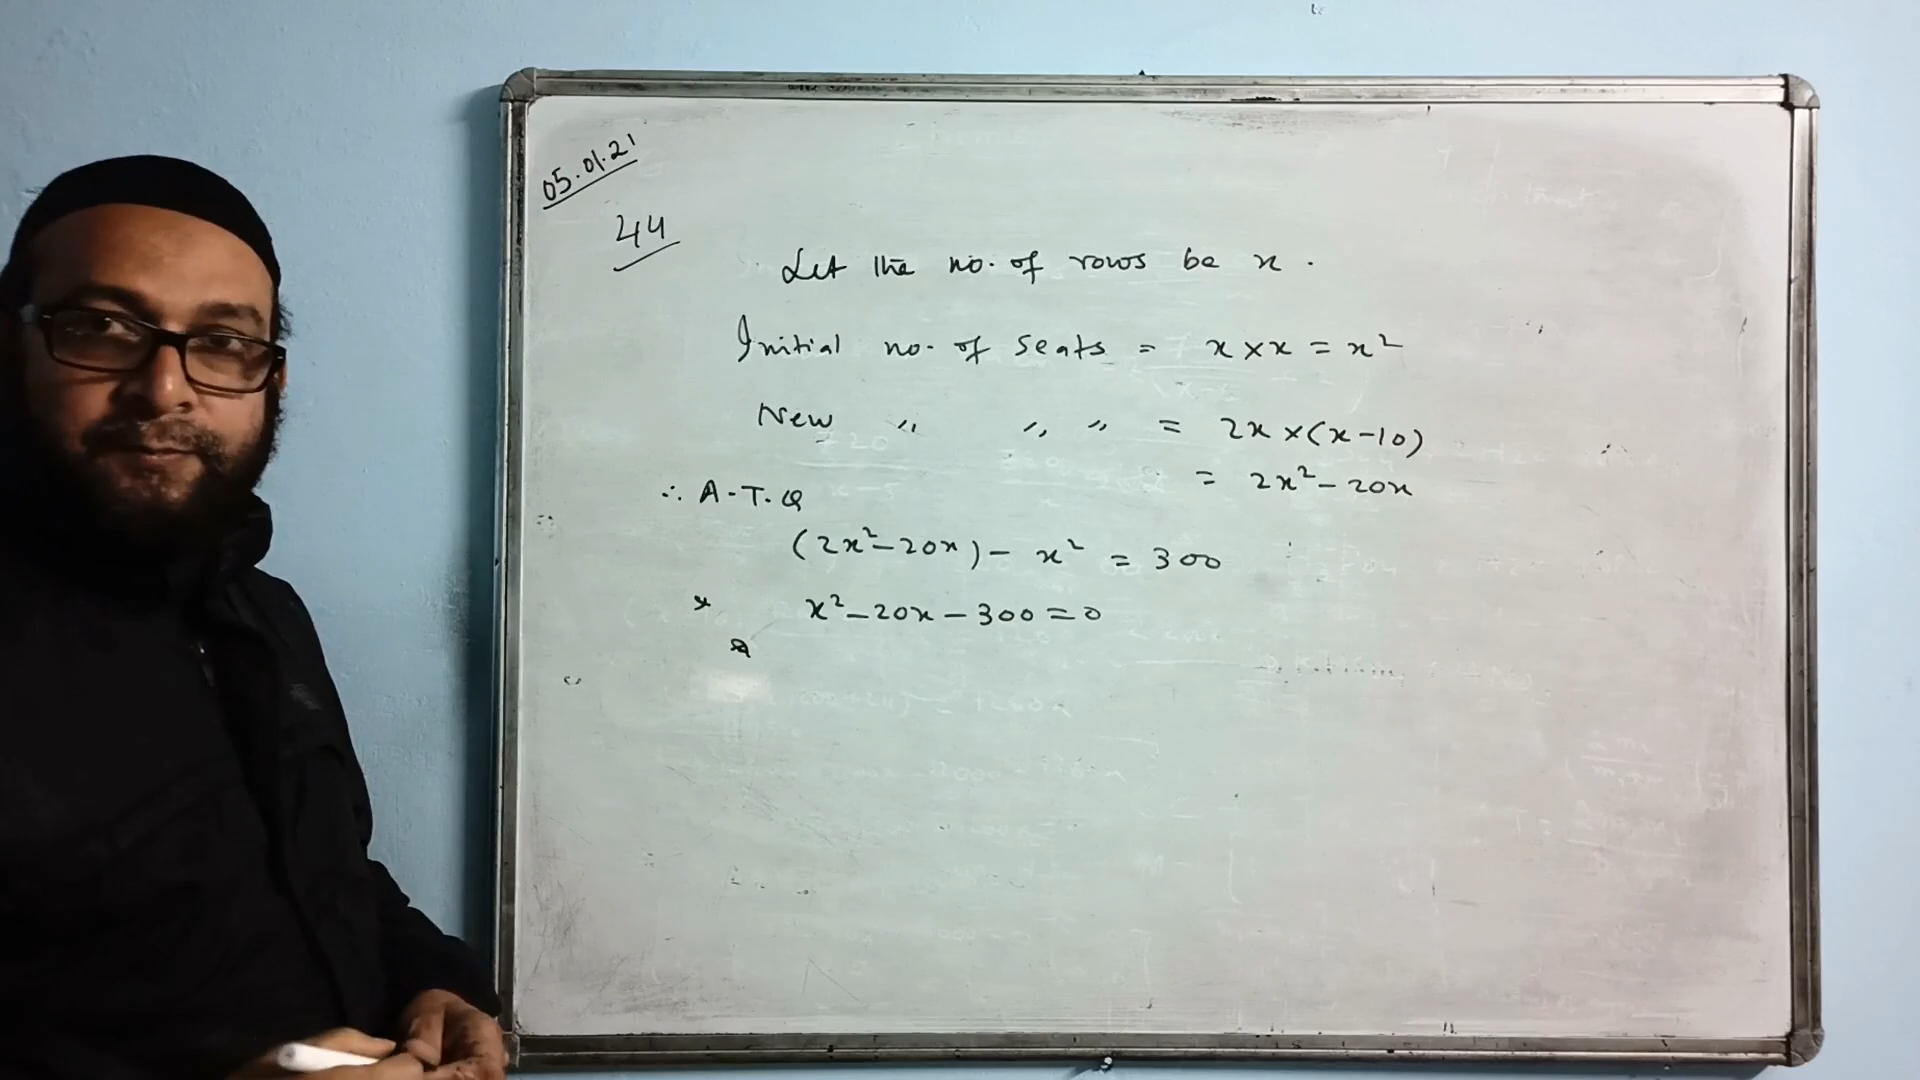 05.01.21
44
Let the no. of rows be x.
Initial no. of seats = x × x = x²
New " " " = 2x × (x-10)
= 2x² - 20x
∴ A.T.Q
(2x² - 20x) - x² = 300
x² - 20x - 300 = 0